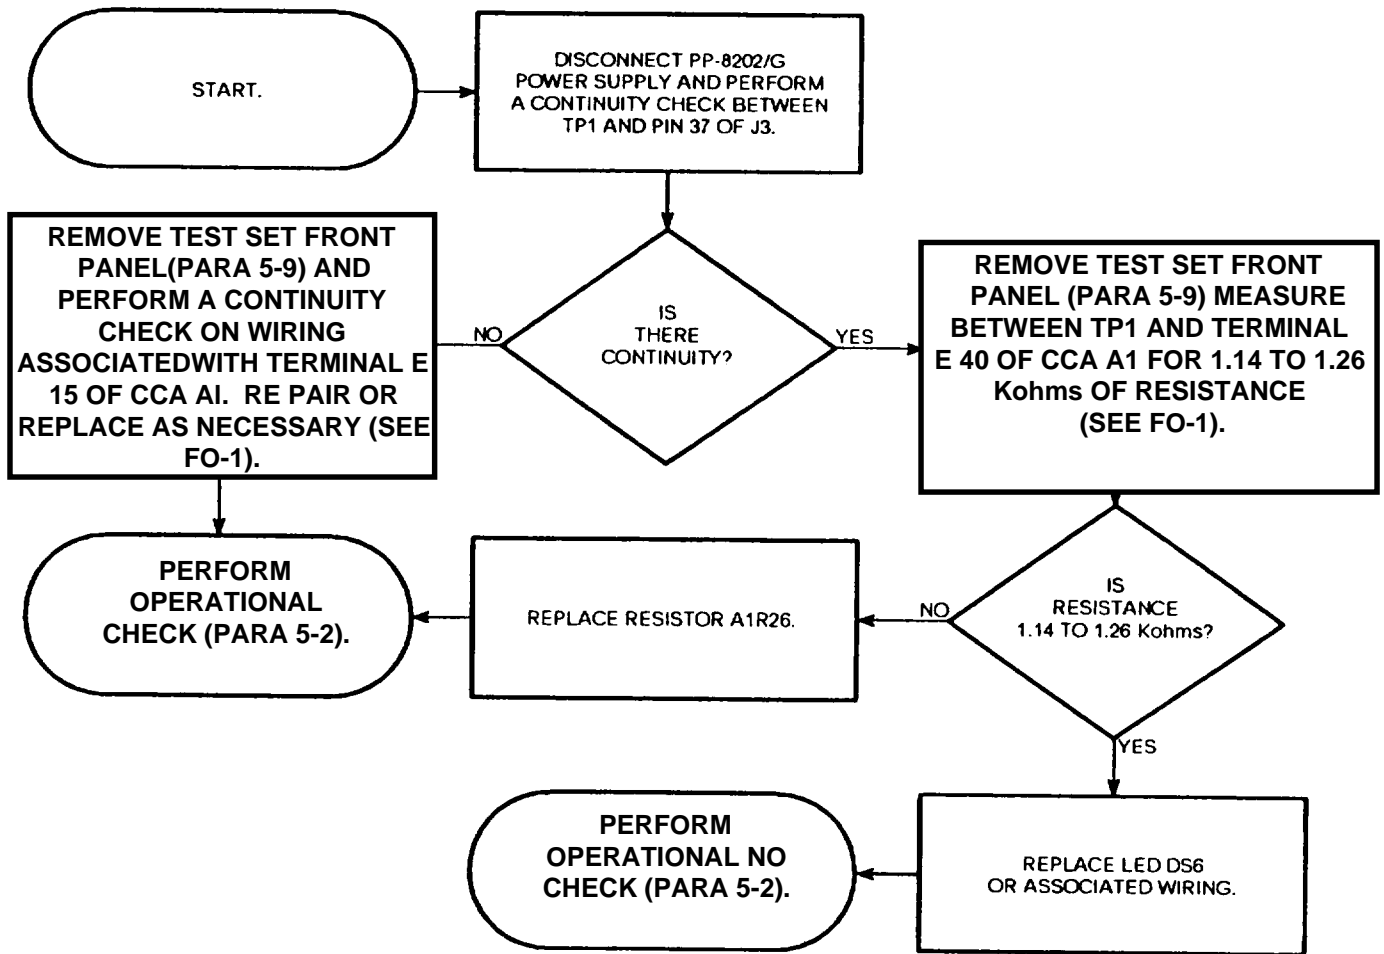 START.
DISCONNECT PP-8202/G
POWER SUPPLY AND PERFORM
A CONTINUITY CHECK BETWEEN
TP1 AND PIN 37 OF J3.
REMOVE TEST SET FRONT
PANEL(PARA 5-9) AND
PERFORM A CONTINUITY
CHECK ON WIRING
ASSOCIATEDWITH TERMINAL E
15 OF CCA AI. RE PAIR OR
REPLACE AS NECESSARY (SEE
FO-1).
NO
IS
THERE
CONTINUITY?
YES
REMOVE TEST SET FRONT
PANEL (PARA 5-9) MEASURE
BETWEEN TP1 AND TERMINAL
E 40 OF CCA A1 FOR 1.14 TO 1.26
Kohms OF RESISTANCE
(SEE FO-1).
PERFORM
OPERATIONAL
CHECK (PARA 5-2).
REPLACE RESISTOR A1R26.
NO
IS
RESISTANCE
1.14 TO 1.26 Kohms?
YES
PERFORM
OPERATIONAL NO
CHECK (PARA 5-2).
REPLACE LED DS6
OR ASSOCIATED WIRING.